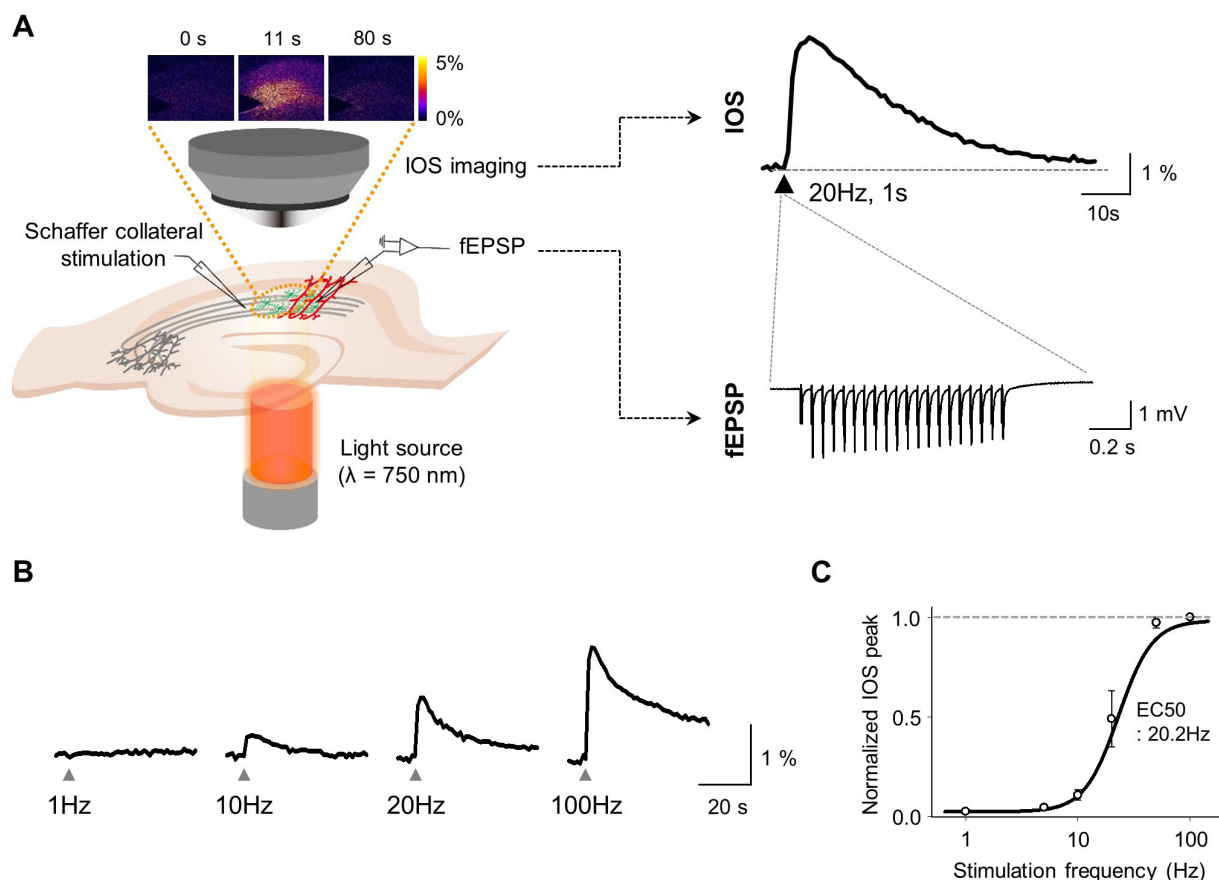 A
0 s
11 s
80 s
5%
0%
IOS imaging
Schaffer collateral
stimulation
fEPSP
Light source
(λ = 750 nm)
IOS
20Hz, 1s
1 %
10s
fEPSP
1 mV
0.2 s
B
1Hz
10Hz
20Hz
100Hz
1 %
20 s
C
Normalized IOS peak
1.0
0.5
0.0
EC50
: 20.2Hz
1
10
100
Stimulation frequency (Hz)